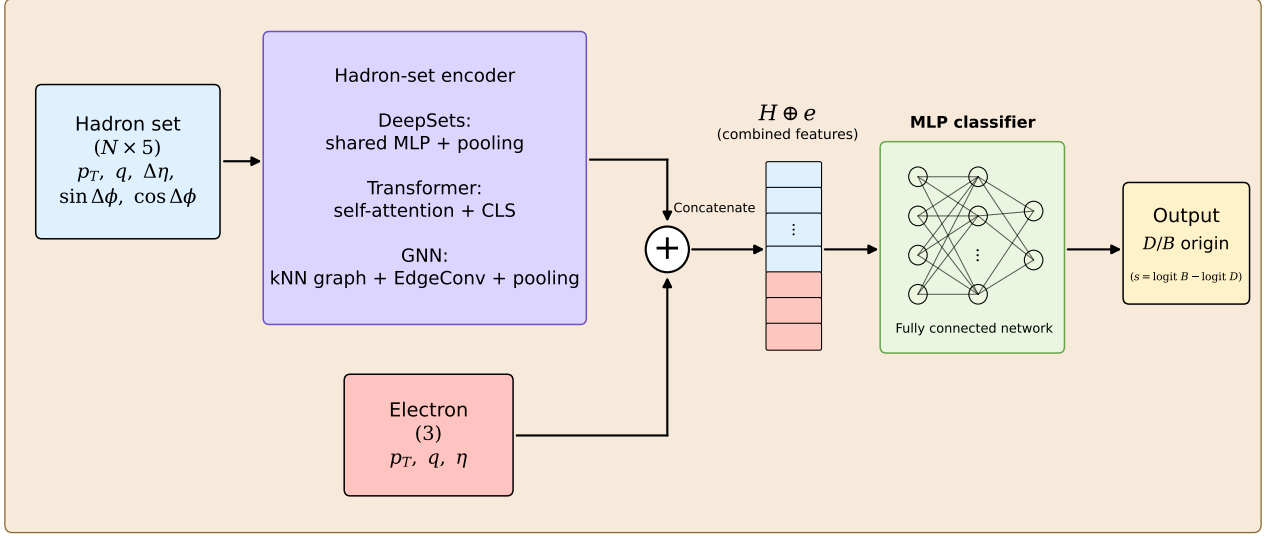 Hadron set
(N × 5)
p_T, q, Δη,
sin Δϕ, cos Δϕ
Hadron-set encoder
DeepSets:
shared MLP + pooling
Transformer:
self-attention + CLS
GNN:
kNN graph + EdgeConv + pooling
Electron
(3)
p_T, q, η
+
Concatenate
H ⊕ e
(combined features)
⋮
MLP classifier
⋮
Fully connected network
Output
D/B origin
(s = logit B − logit D)